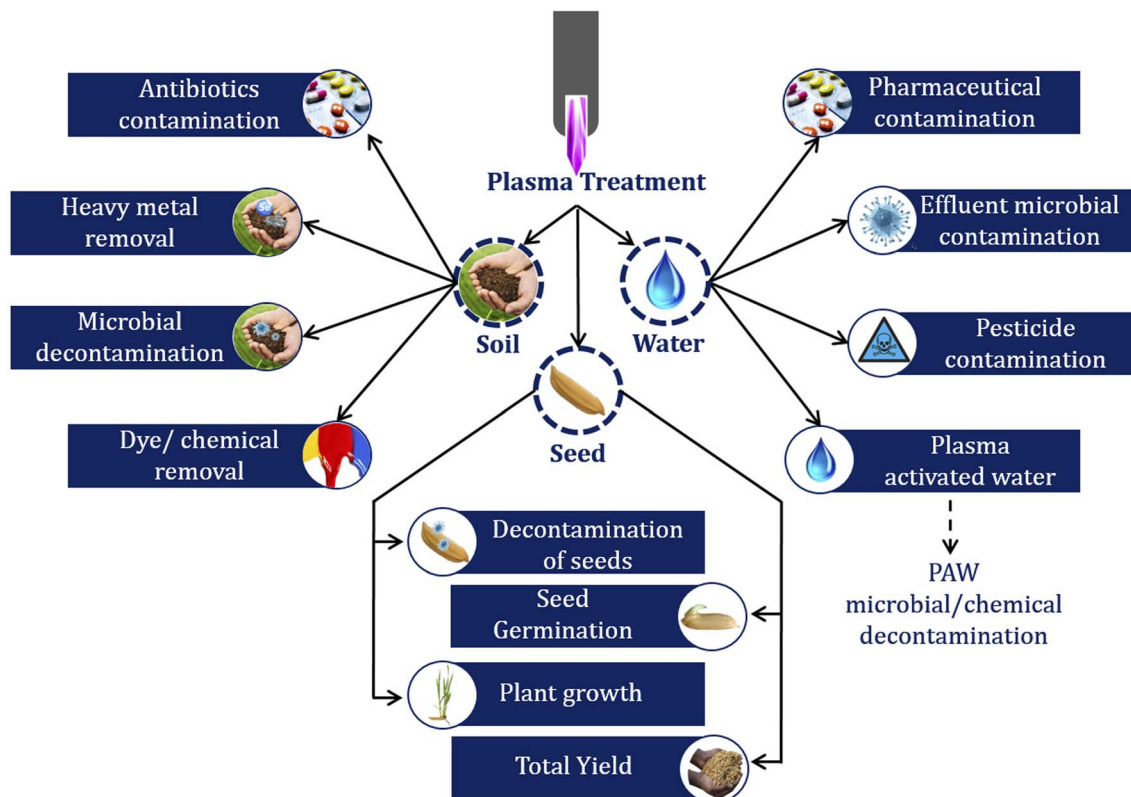 Plasma Treatment
Soil
Water
Seed
Antibiotics
contamination
Heavy metal
removal
Microbial
decontamination
Dye/ chemical
removal
Pharmaceutical
contamination
Effluent microbial
contamination
Pesticide
contamination
Plasma
activated water
PAW
microbial/chemical
decontamination
Decontamination
of seeds
Seed
Germination
Plant growth
Total Yield